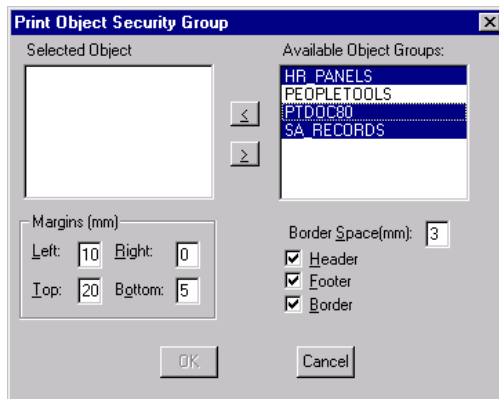 Print Object Security Group
Selected Object
Available Object Groups:
HR_PANELS
PEOPLETOOLS
PTDOC80
SA_RECORDS
<
>
Margins (mm)
Left: 10 Right: 0
Top: 20 Bottom: 5
Border Space(mm): 3
Header
Footer
Border
OK Cancel